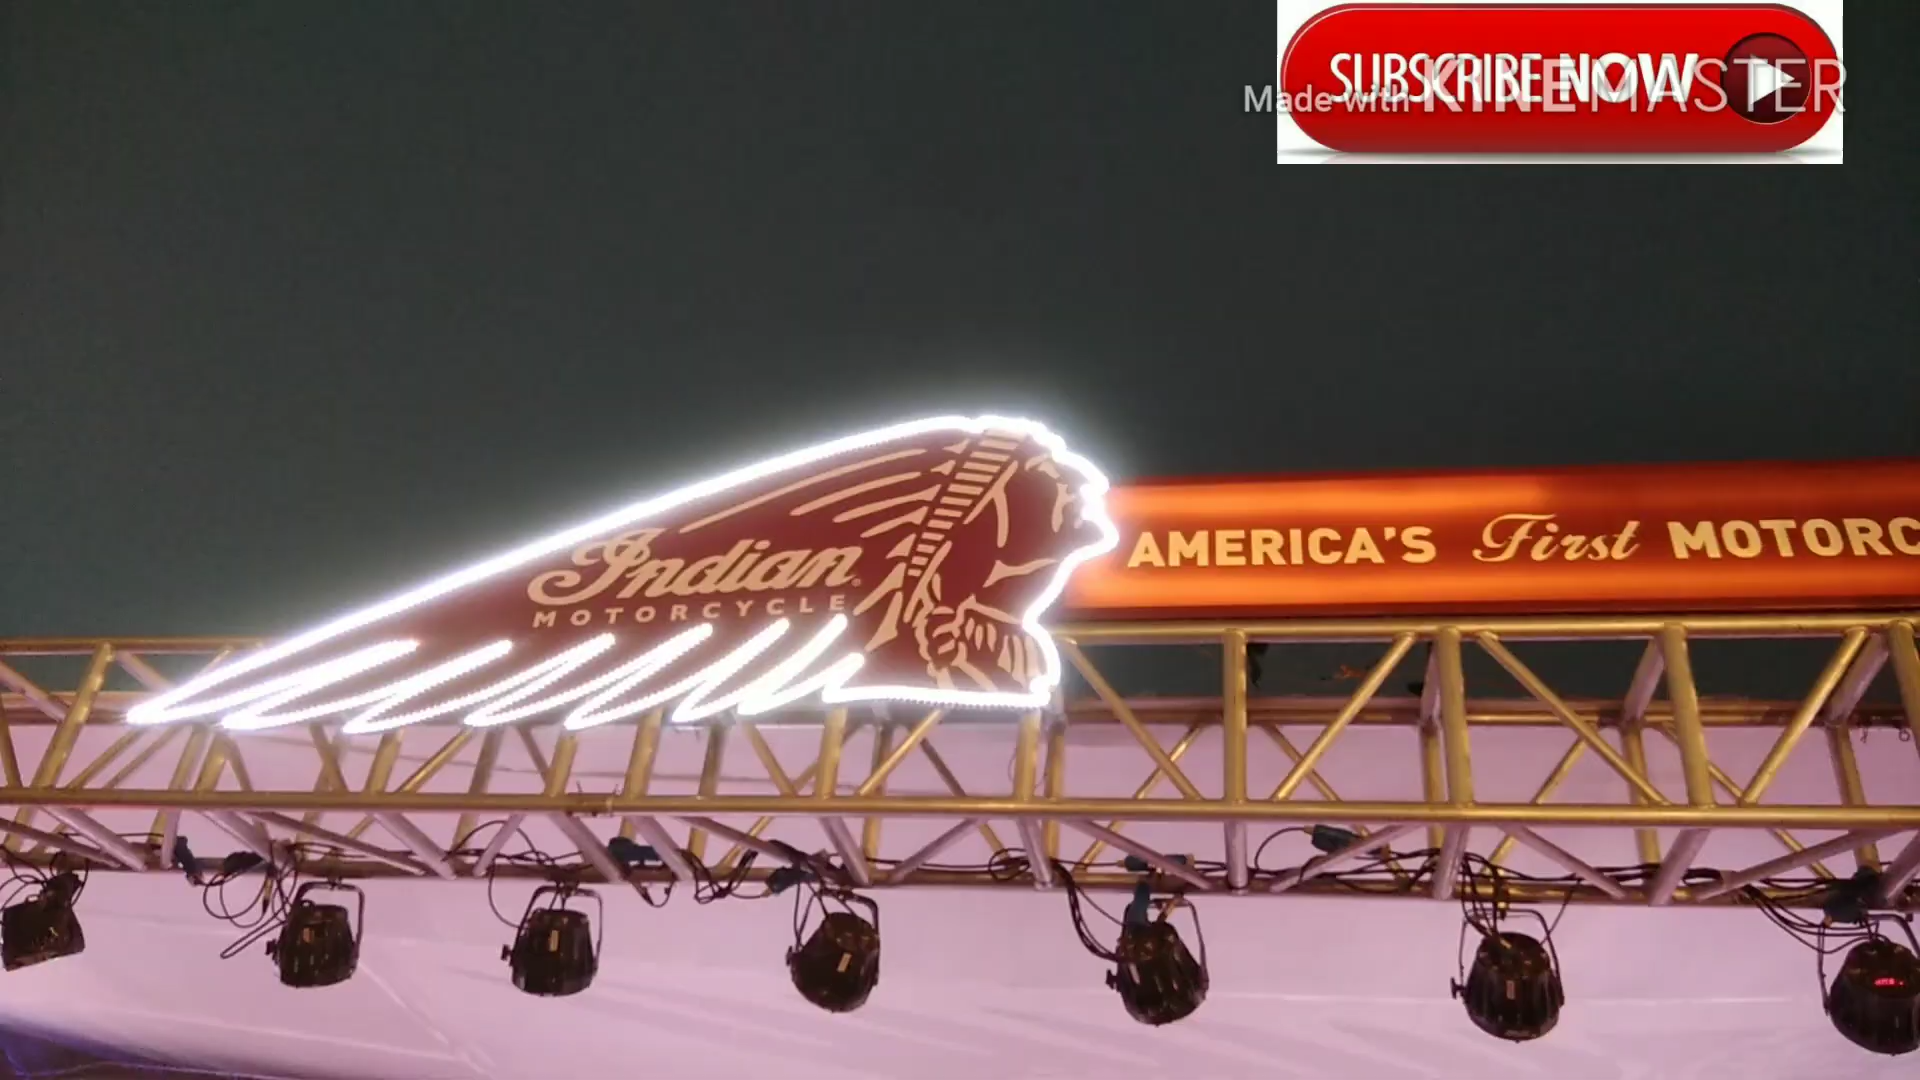 SUBSCRIBE NOW
Made with KINEMASTER
Indian
MOTORCYCLE
AMERICA'S First MOTORC